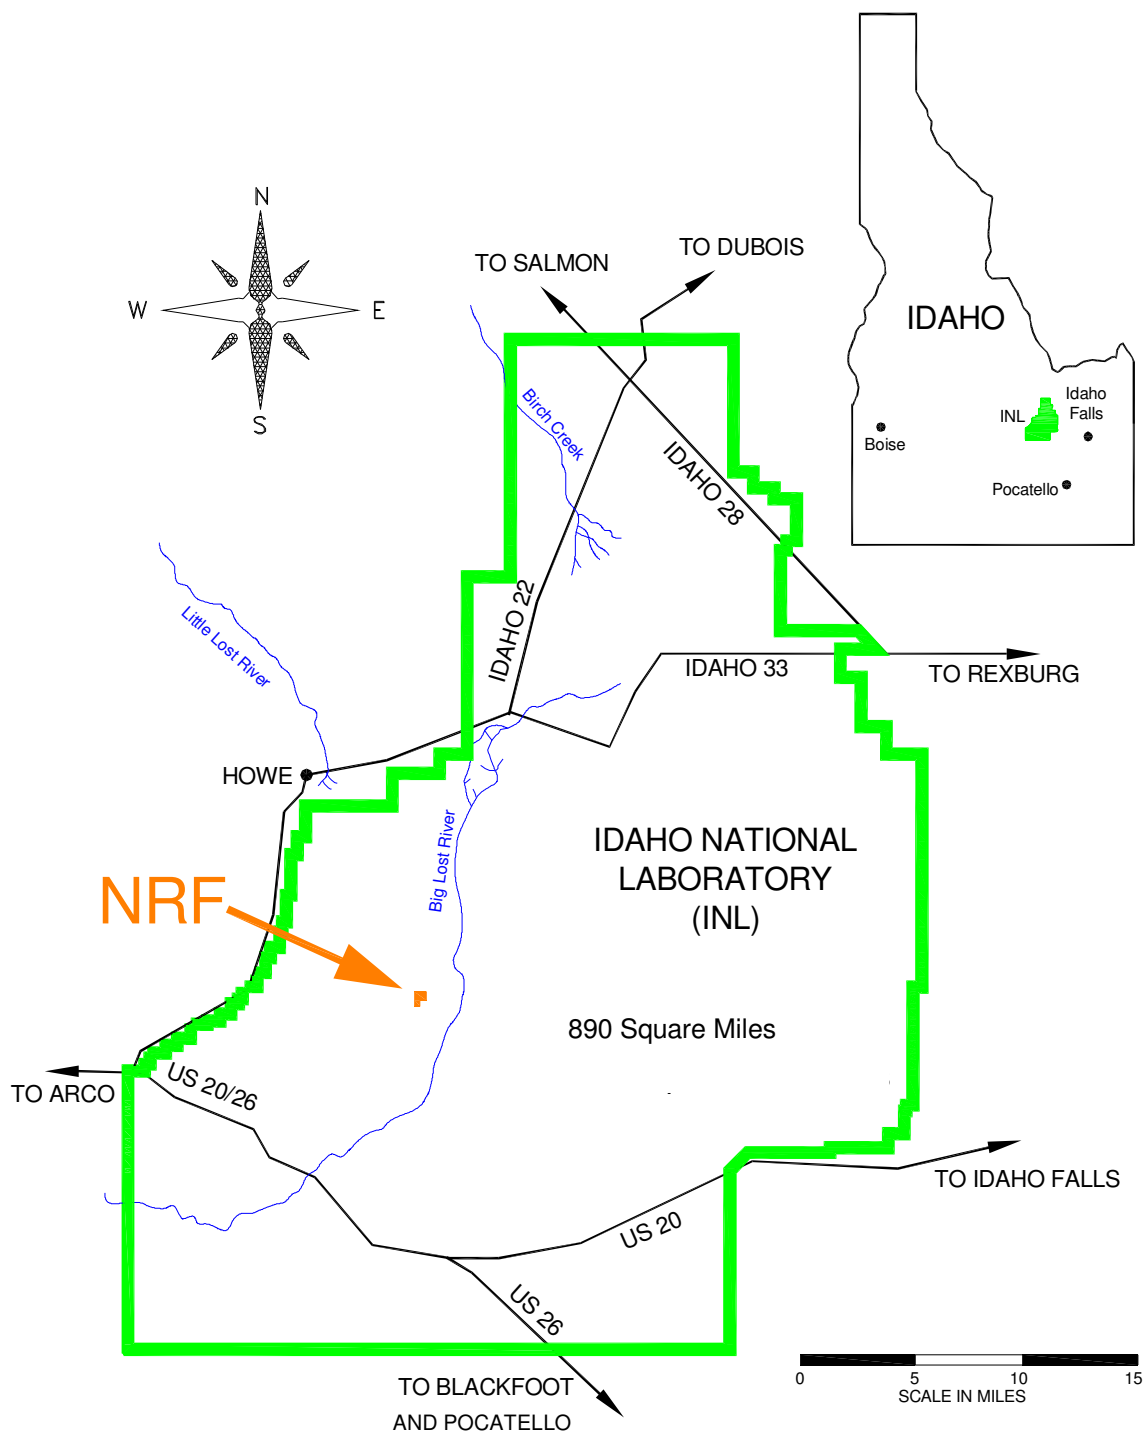 N
W
E
S
TO SALMON
TO DUBOIS
IDAHO
INL
Idaho
Falls
Boise
Pocatello
Birch Creek
IDAHO 28
IDAHO 22
Little Lost River
IDAHO 33
TO REXBURG
HOWE
Big Lost River
IDAHO NATIONAL
LABORATORY
(INL)
NRF
890 Square Miles
US 20/26
TO ARCO
TO IDAHO FALLS
US 20
US 26
TO BLACKFOOT
AND POCATELLO
0 5 10 15
SCALE IN MILES